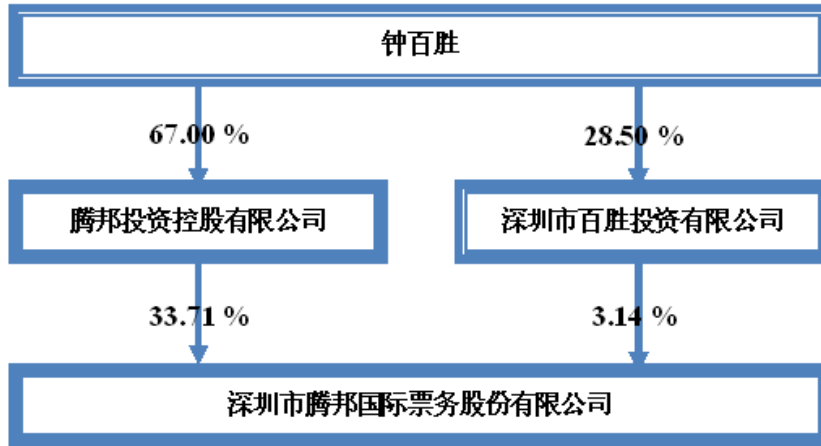 钟百胜
67.00 %
28.50 %
腾邦投资控股有限公司
深圳市百胜投资有限公司
33.71 %
3.14 %
深圳市腾邦国际票务股份有限公司